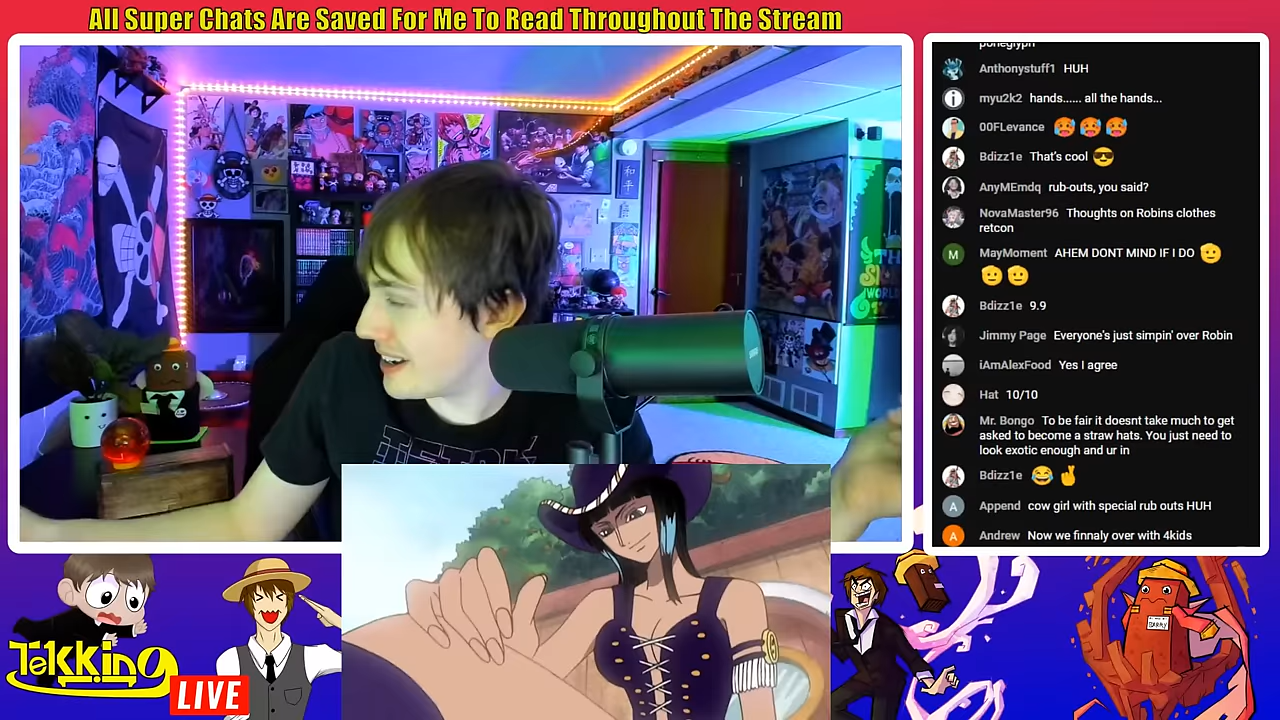 All Super Chats Are Saved For Me To Read Throughout The Stream
poneglyph
Anthonystuff1 HUH
myu2k2 hands...... all the hands...
00FLevance
Bdizz1e That's cool
AnyMEmdq rub-outs, you said?
NovaMaster96 Thoughts on Robins clothes
retcon
M MayMoment AHEM DONT MIND IF I DO
Bdizz1e 9.9
Jimmy Page Everyone's just simpin' over Robin
iAmAlexFood Yes I agree
Hat 10/10
Mr. Bongo To be fair it doesnt take much to get
asked to become a straw hats. You just need to
look exotic enough and ur in
Bdizz1e
A Append cow girl with special rub outs HUH
A Andrew Now we finnaly over with 4kids
和平
TEKKING
LIVE
BARRY